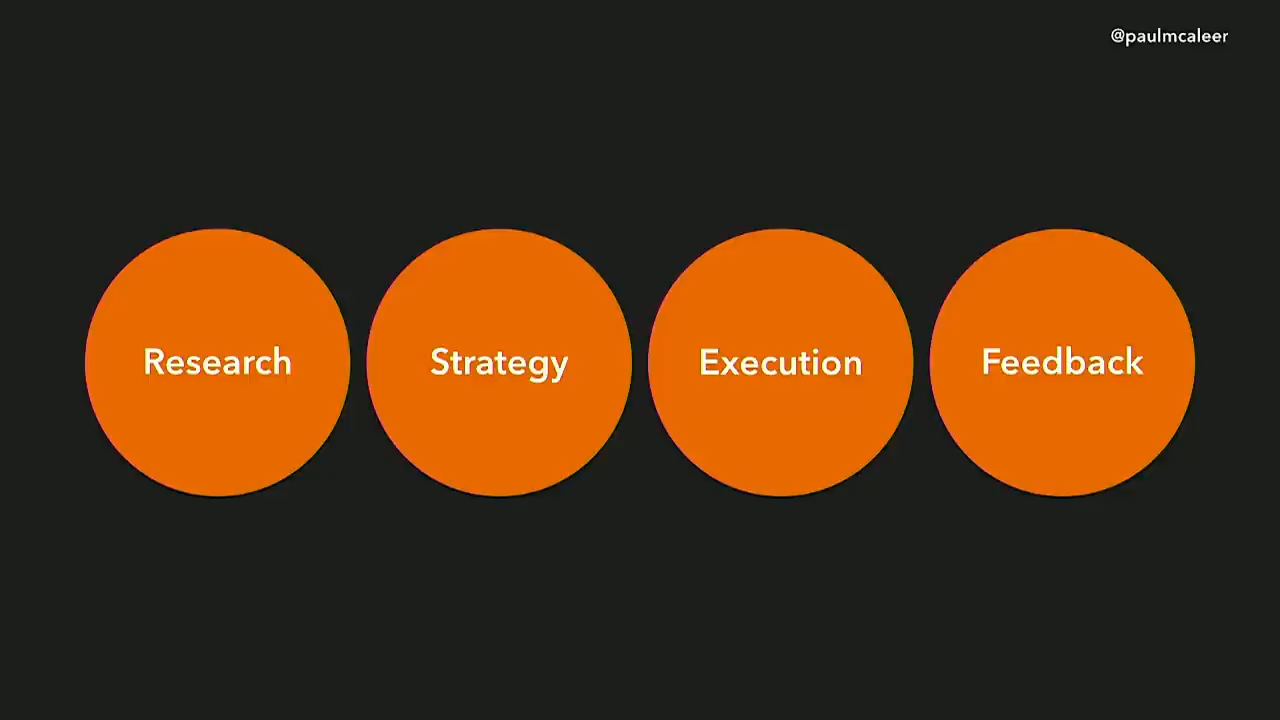 @paulmcaleer
Research
Strategy
Execution
Feedback